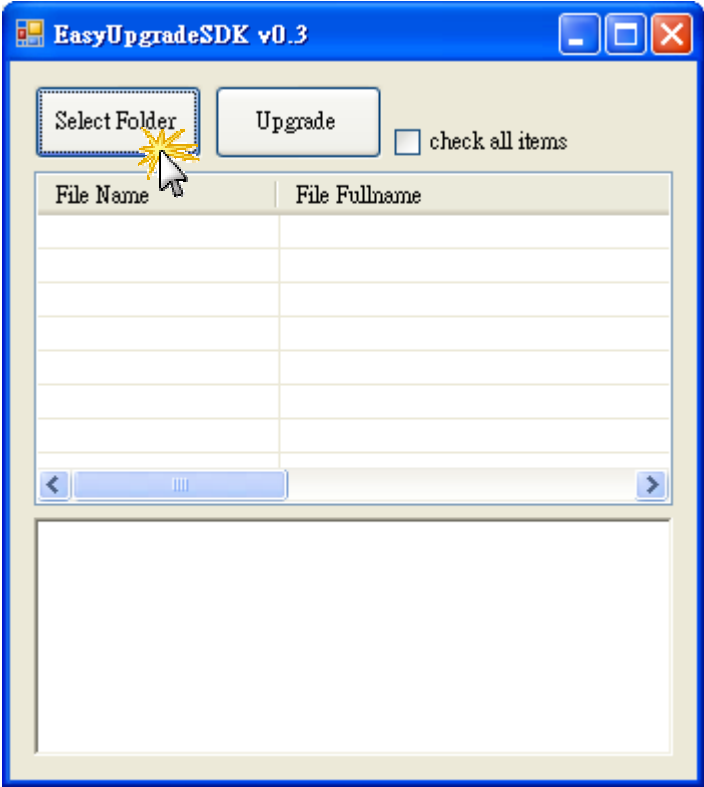 EasyUpgradeSDK v0.3
Select Folder
Upgrade
check all items
File Name
File Fullname